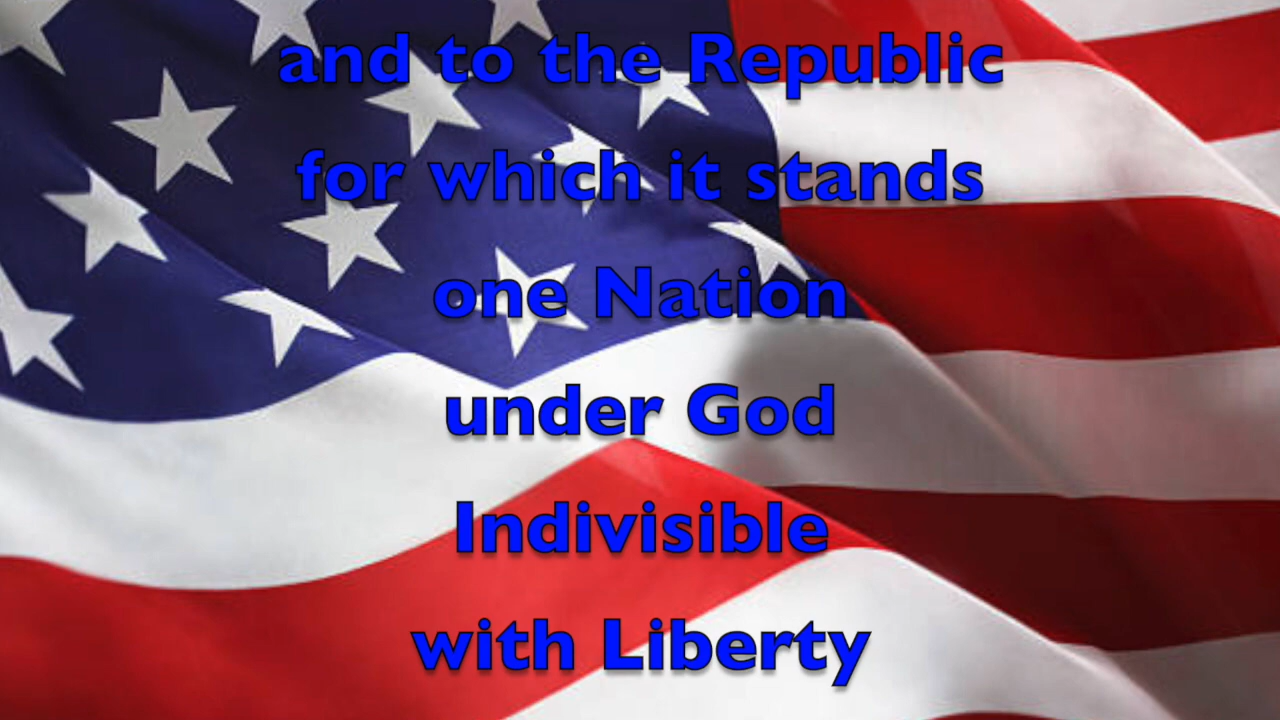 and to the Republic
for which it stands
one Nation
under God
Indivisible
with Liberty